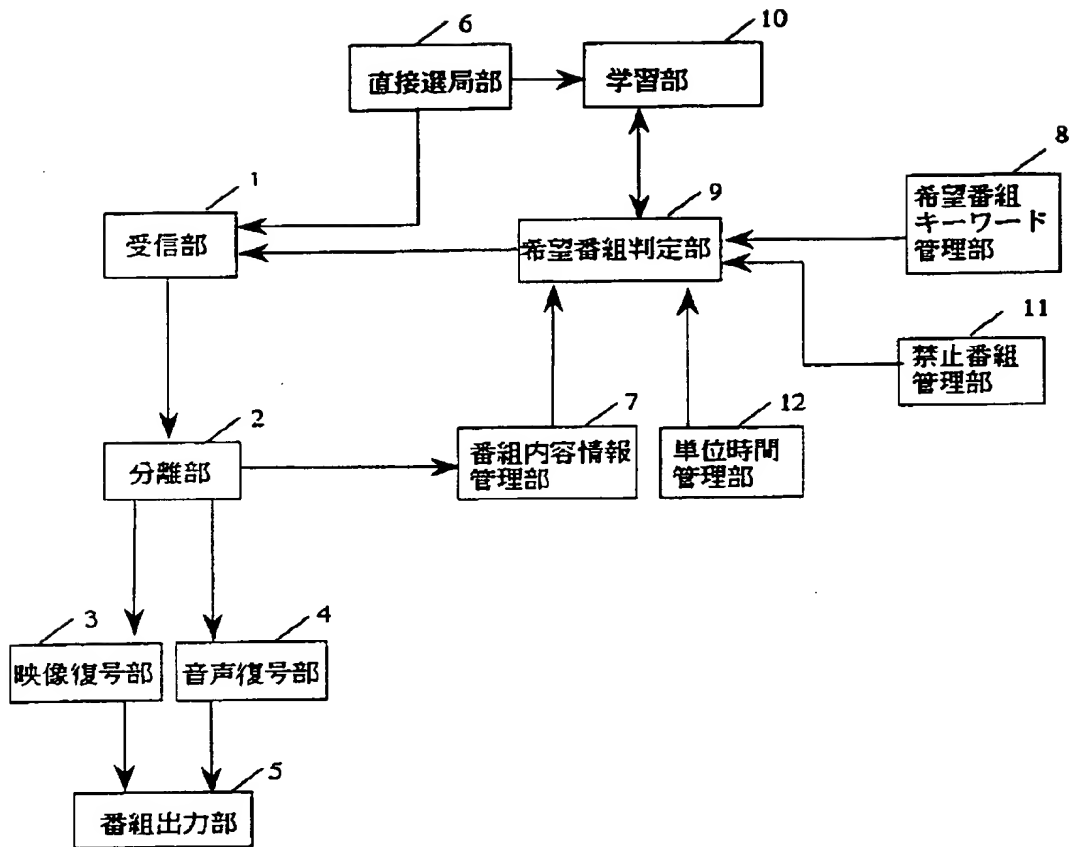 6
直接選局部
10
学習部
8
希望番組
キーワード
管理部
1
受信部
9
希望番組判定部
11
禁止番組
管理部
2
分離部
7
番組内容情報
管理部
12
単位時間
管理部
3
映像復号部
4
音声復号部
5
番組出力部